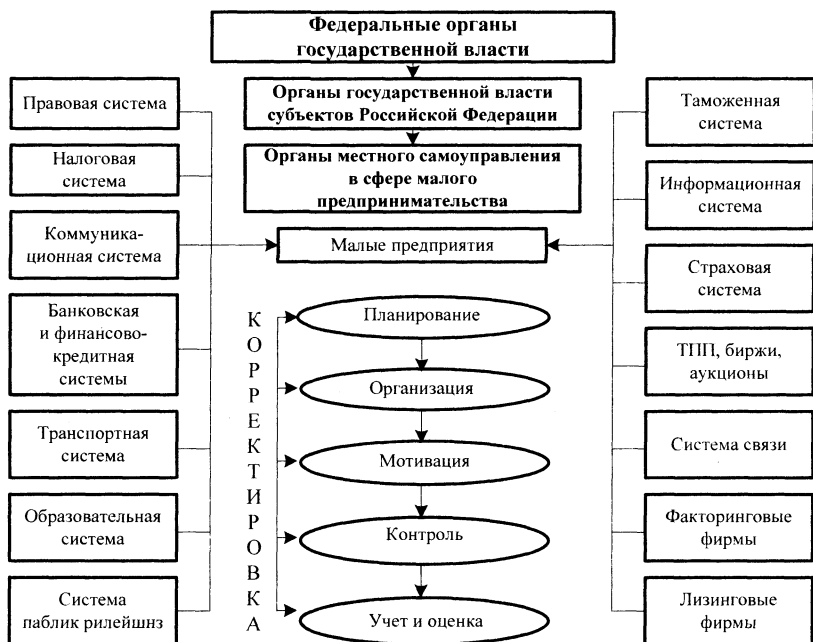 Федеральные органы
государственной власти
Органы государственной власти
субъектов Российской Федерации
Органы местного самоуправления
в сфере малого
предпринимательства
Малые предприятия
Правовая система
Налоговая
система
Коммуника-
ционная система
Банковская
и финансово-
кредитная
системы
Транспортная
система
Образовательная
система
Система
паблик рилейшнз
КОРРЕКТИРОВКА
Планирование
Организация
Мотивация
Контроль
Учет и оценка
Таможенная
система
Информационная
система
Страховая
система
ТПП, биржи,
аукционы
Система связи
Факторинговые
фирмы
Лизинговые
фирмы